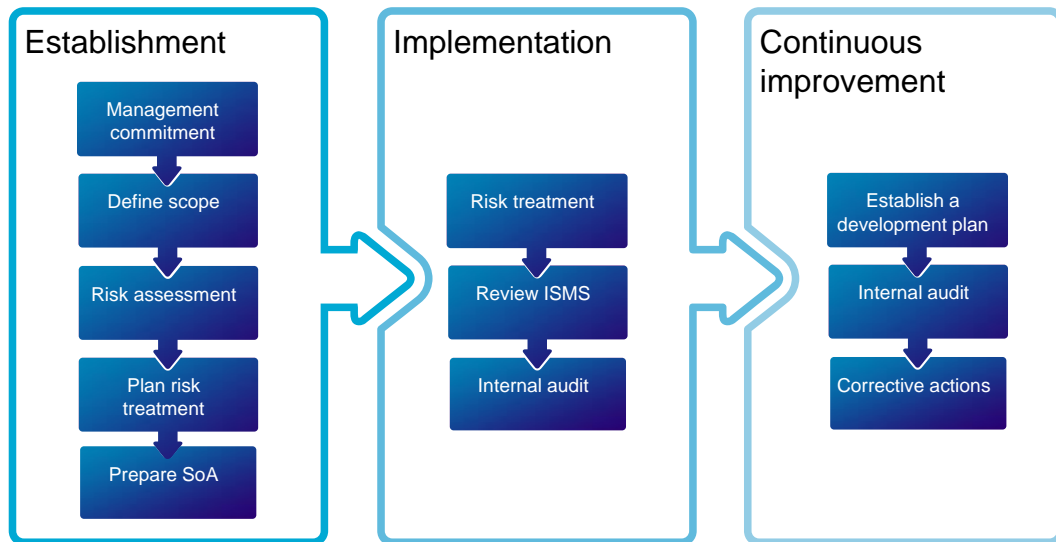 Establishment
Management
commitment
Define scope
Risk assessment
Plan risk
treatment
Prepare SoA
Implementation
Risk treatment
Review ISMS
Internal audit
Continuous
improvement
Establish a
development plan
Internal audit
Corrective actions